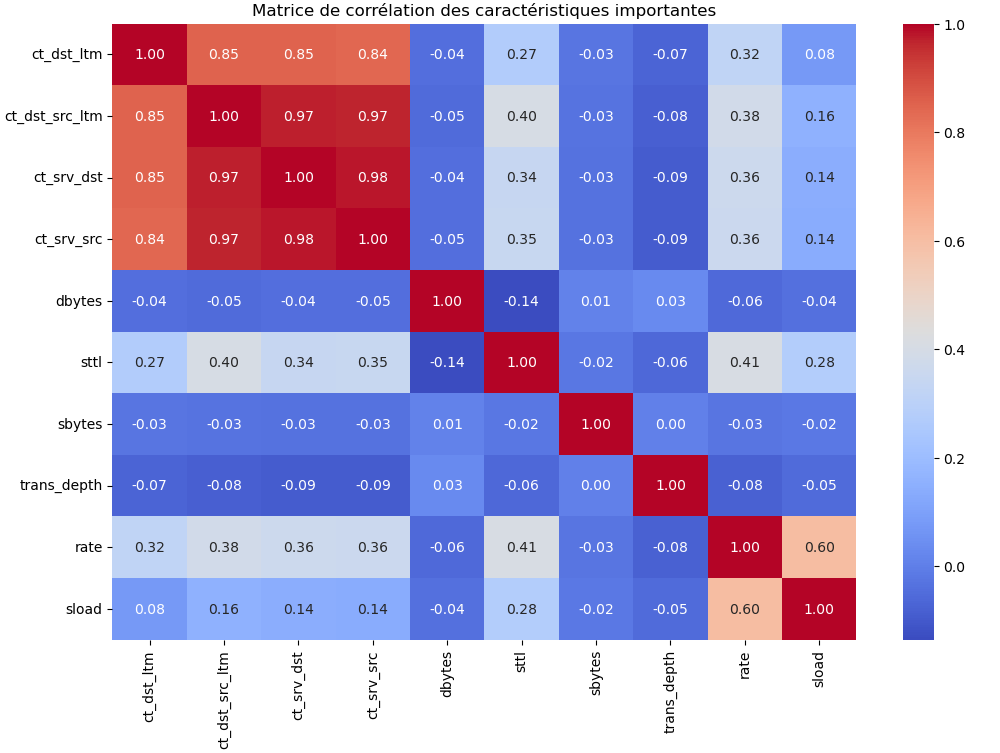 Matrice de corrélation des caractéristiques importantes
ct_dst_ltm 1.00 0.85 0.85 0.84 -0.04 0.27 -0.03 -0.07 0.32 0.08
ct_dst_src_ltm 0.85 1.00 0.97 0.97 -0.05 0.40 -0.03 -0.08 0.38 0.16
ct_srv_dst 0.85 0.97 1.00 0.98 -0.04 0.34 -0.03 -0.09 0.36 0.14
ct_srv_src 0.84 0.97 0.98 1.00 -0.05 0.35 -0.03 -0.09 0.36 0.14
dbytes -0.04 -0.05 -0.04 -0.05 1.00 -0.14 0.01 0.03 -0.06 -0.04
sttl 0.27 0.40 0.34 0.35 -0.14 1.00 -0.02 -0.06 0.41 0.28
sbytes -0.03 -0.03 -0.03 -0.03 0.01 -0.02 1.00 0.00 -0.03 -0.02
trans_depth -0.07 -0.08 -0.09 -0.09 0.03 -0.06 0.00 1.00 -0.08 -0.05
rate 0.32 0.38 0.36 0.36 -0.06 0.41 -0.03 -0.08 1.00 0.60
sload 0.08 0.16 0.14 0.14 -0.04 0.28 -0.02 -0.05 0.60 1.00
ct_dst_ltm
ct_dst_src_ltm
ct_srv_dst
ct_srv_src
dbytes
sttl
sbytes
trans_depth
rate
sload
1.0
0.8
0.6
0.4
0.2
0.0